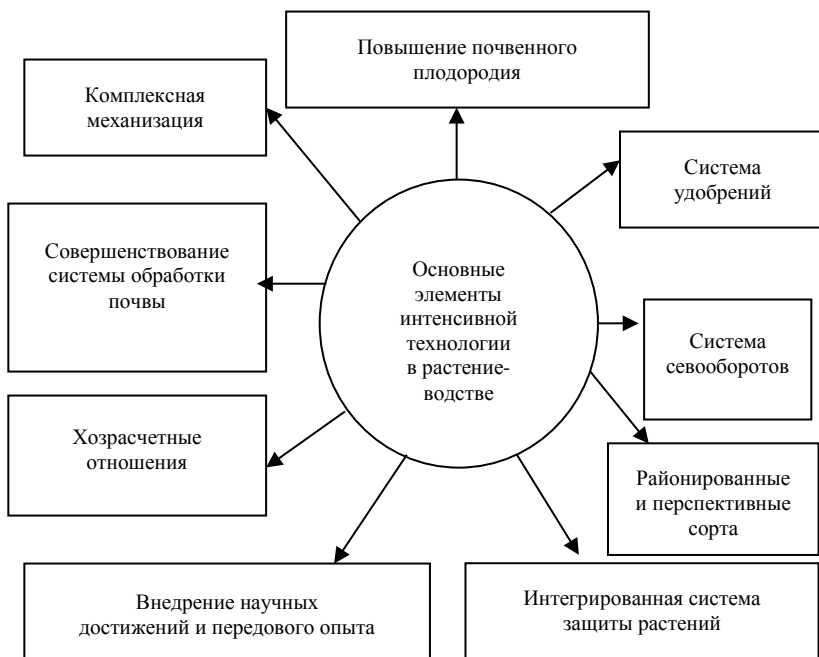 Повышение почвенного
плодородия
Комплексная
механизация
Система
удобрений
Совершенствование
системы обработки
почвы
Основные
элементы
интенсивной
технологии
в растение-
водстве
Система
севооборотов
Хозрасчетные
отношения
Районированные
и перспективные
сорта
Внедрение научных
достижений и передового опыта
Интегрированная система
защиты растений